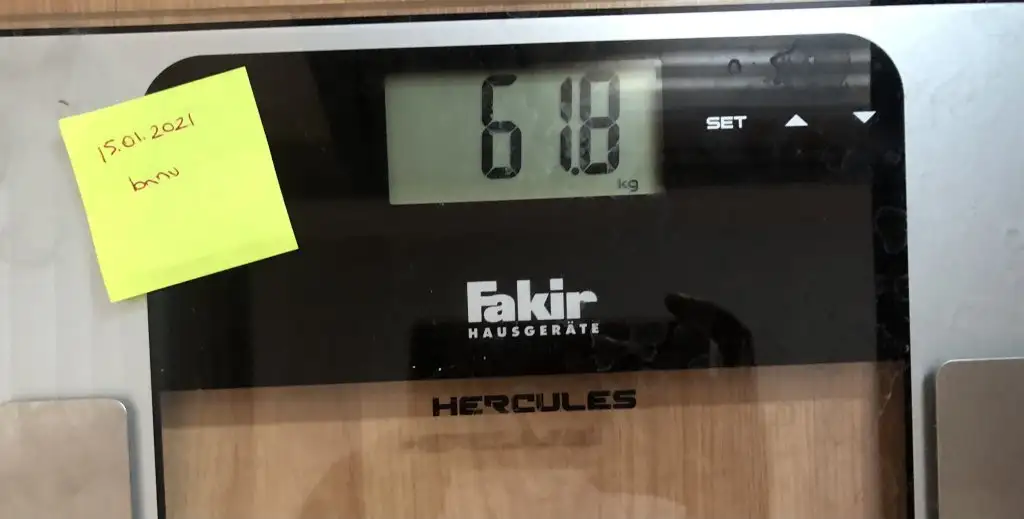 15.01.2021
banu
61.8
kg
SET
Fakir
HAUSGERÄTE
HERCULES